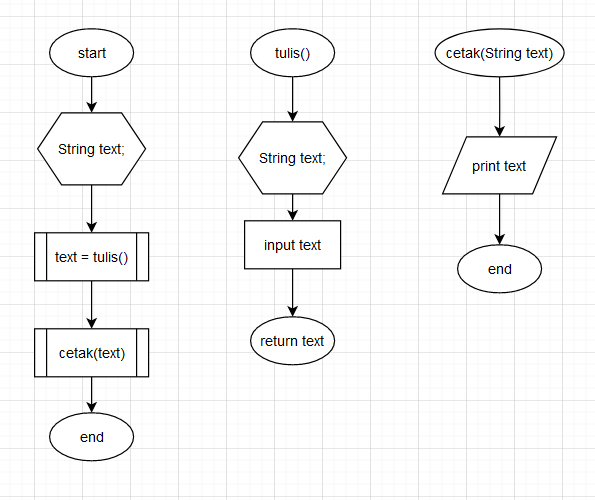 start
String text;
text = tulis()
cetak(text)
end
tulis()
String text;
input text
return text
cetak(String text)
print text
end